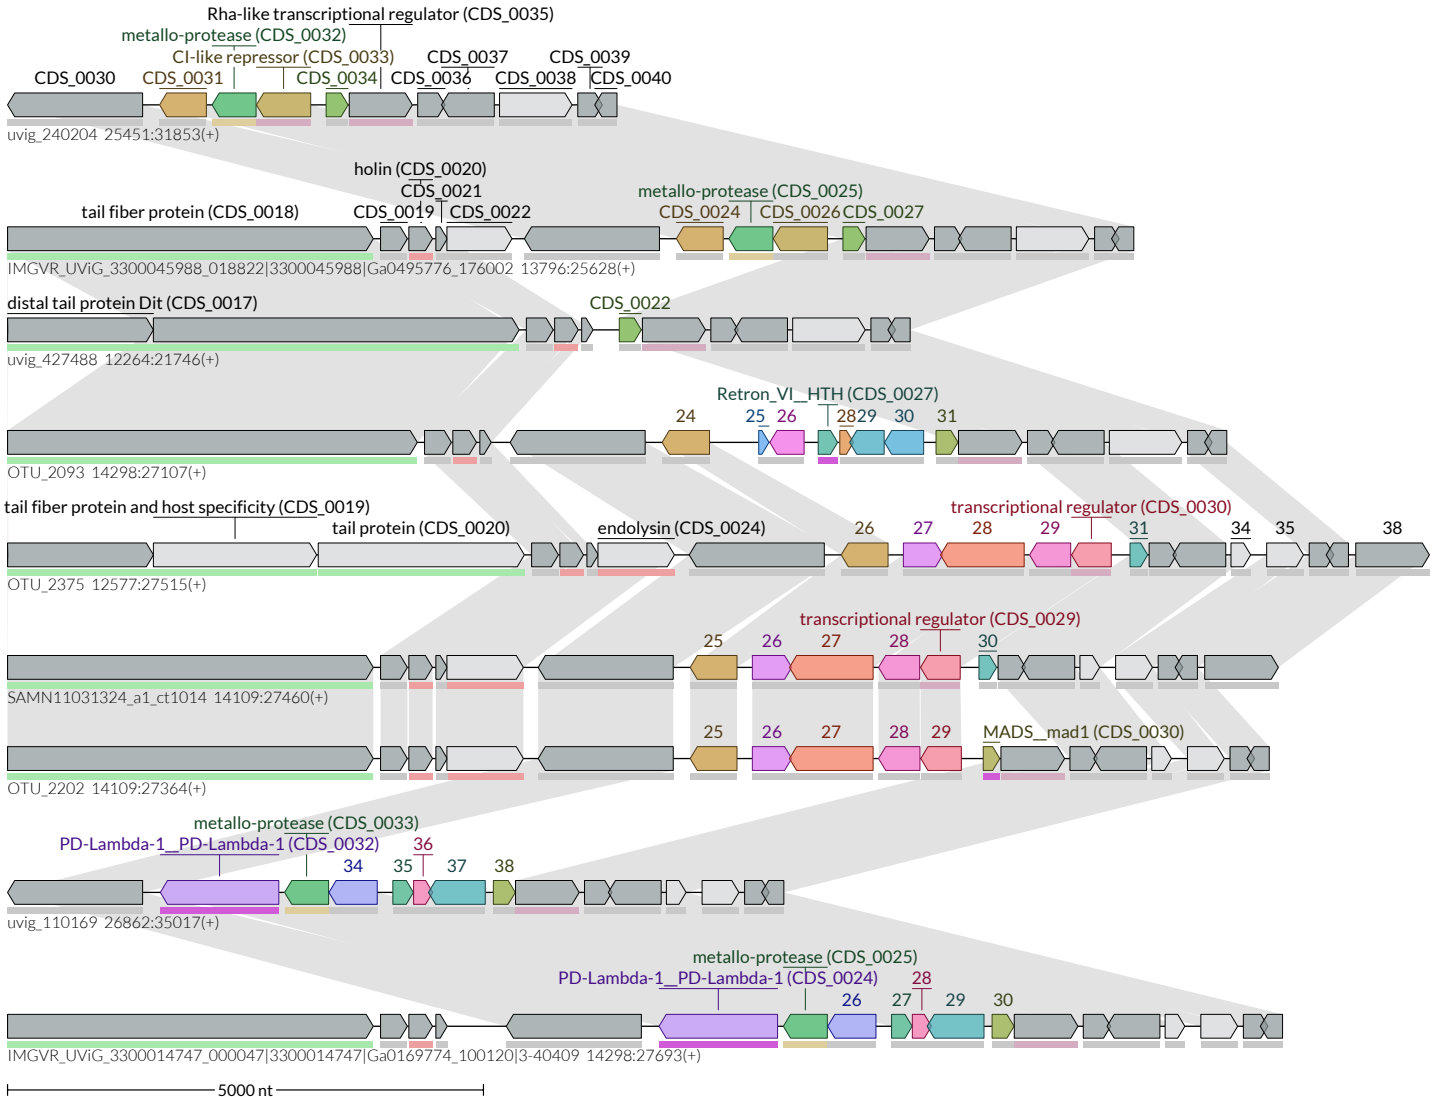 Rha-like transcriptional regulator (CDS_0035)
metallo-protease (CDS_0032)
CI-like repressor (CDS_0033) CDS_0037 CDS_0039
CDS_0030 CDS_0031 CDS_0034 CDS_0036 CDS_0038 CDS_0040
uvig_240204 25451:31853(+)
holin (CDS_0020)
CDS_0021 metallo-protease (CDS_0025)
tail fiber protein (CDS_0018) CDS_0019 CDS_0022 CDS_0024 CDS_0026 CDS_0027
IMGVR_UViG_3300045988_018822|3300045988|Ga0495776_176002 13796:25628(+)
distal tail protein Dit (CDS_0017) CDS_0022
uvig_427488 12264:21746(+)
Retron_VI__HTH (CDS_0027)
24 25 26 28 29 30 31
OTU_2093 14298:27107(+)
tail fiber protein and host specificity (CDS_0019) transcriptional regulator (CDS_0030)
tail protein (CDS_0020) endolysin (CDS_0024) 26 27 28 29 31 34 35 38
OTU_2375 12577:27515(+)
transcriptional regulator (CDS_0029)
25 26 27 28 30
SAMN11031324_a1_ct1014 14109:27460(+)
25 26 27 28 29 MADS__mad1 (CDS_0030)
OTU_2202 14109:27364(+)
metallo-protease (CDS_0033)
PD-Lambda-1__PD-Lambda-1 (CDS_0032) 36
34 35 37 38
uvig_110169 26862:35017(+)
metallo-protease (CDS_0025)
PD-Lambda-1__PD-Lambda-1 (CDS_0024) 28
26 27 29 30
IMGVR_UViG_3300014747_000047|3300014747|Ga0169774_100120|3-40409 14298:27693(+)
5000 nt